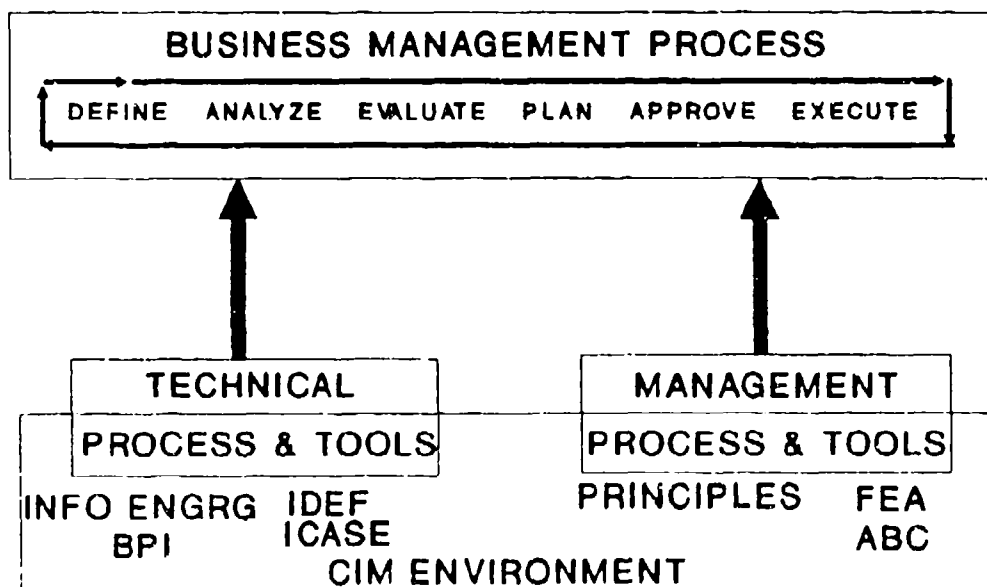 BUSINESS MANAGEMENT PROCESS
DEFINE ANALYZE EVALUATE PLAN APPROVE EXECUTE
TECHNICAL
PROCESS & TOOLS
MANAGEMENT
PROCESS & TOOLS
INFO ENGRG
BPI
IDEF
ICASE
PRINCIPLES
FEA
ABC
CIM ENVIRONMENT